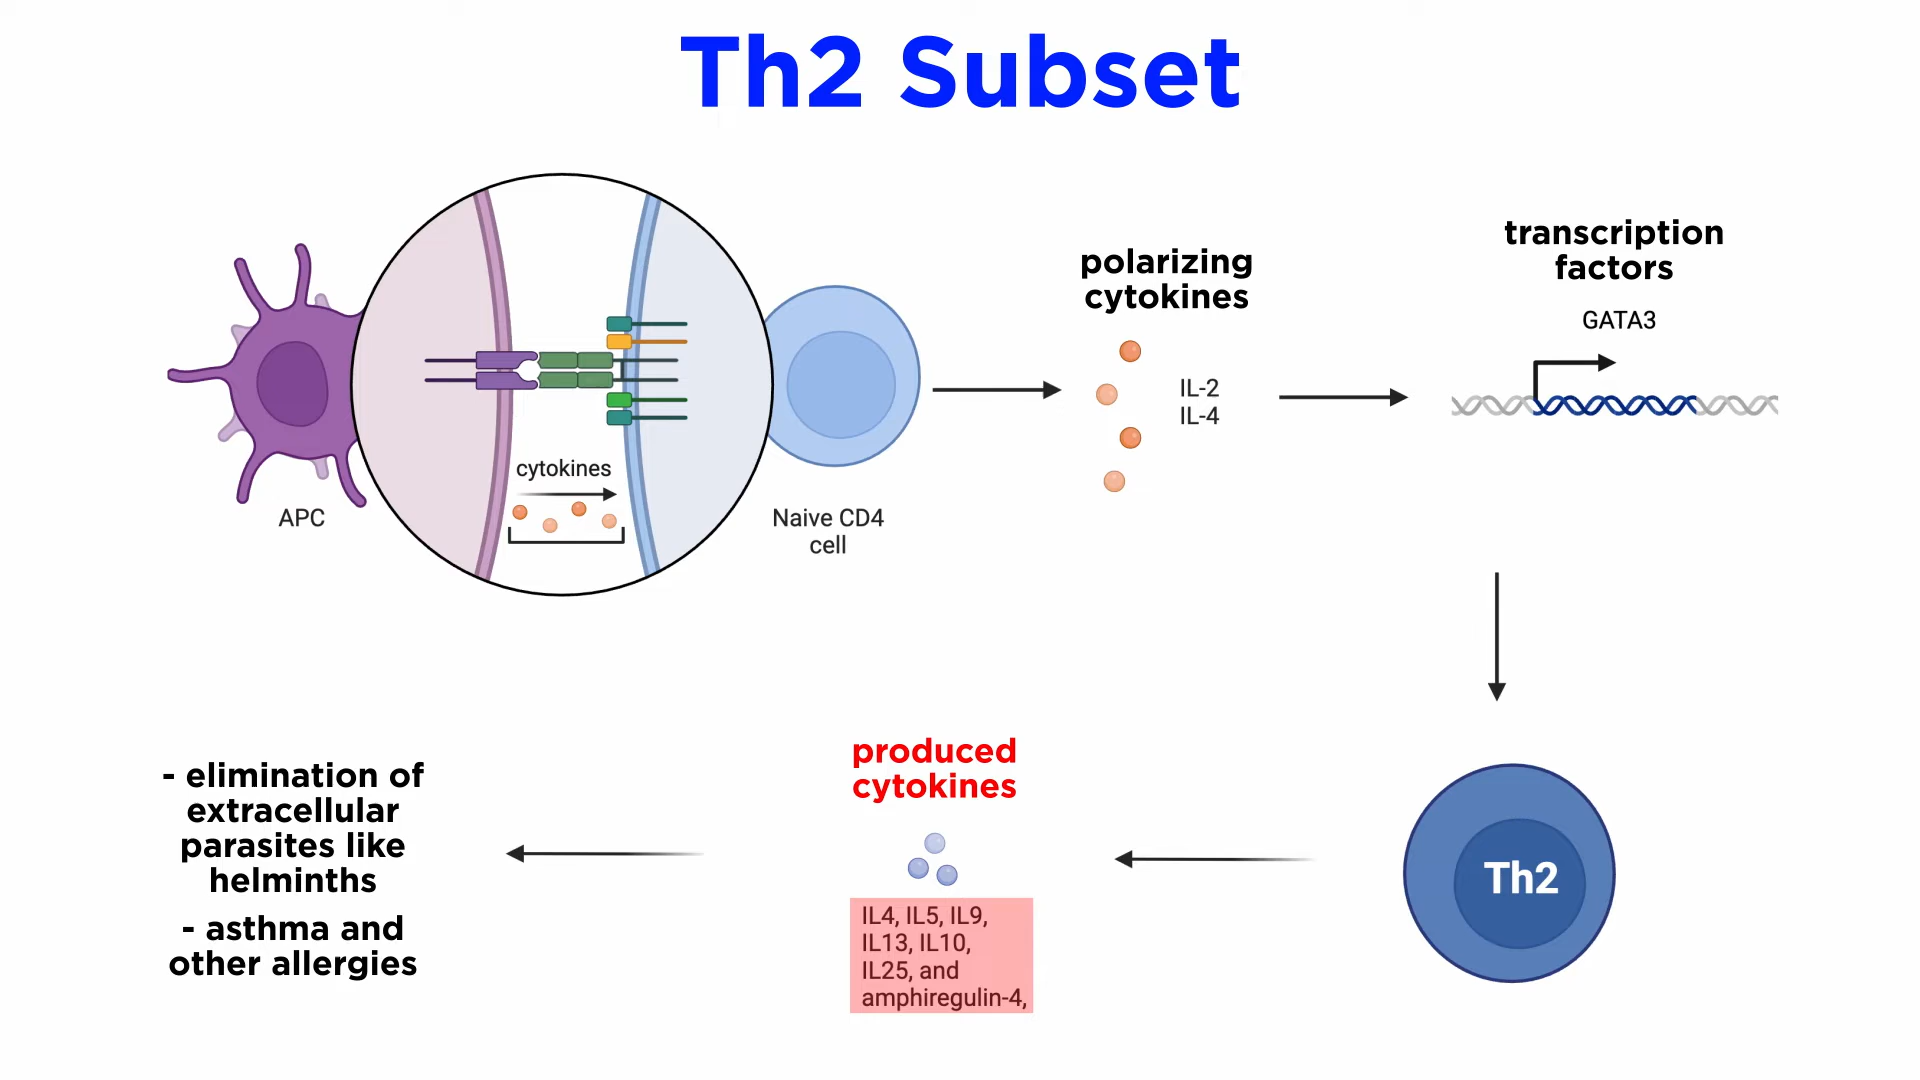 Th2 Subset
cytokines
APC
Naive CD4
cell
polarizing
cytokines
IL-2
IL-4
transcription
factors
GATA3
Th2
produced
cytokines
IL4, IL5, IL9,
IL13, IL10,
IL25, and
amphiregulin-4,
- elimination of
extracellular
parasites like
helminths
- asthma and
other allergies